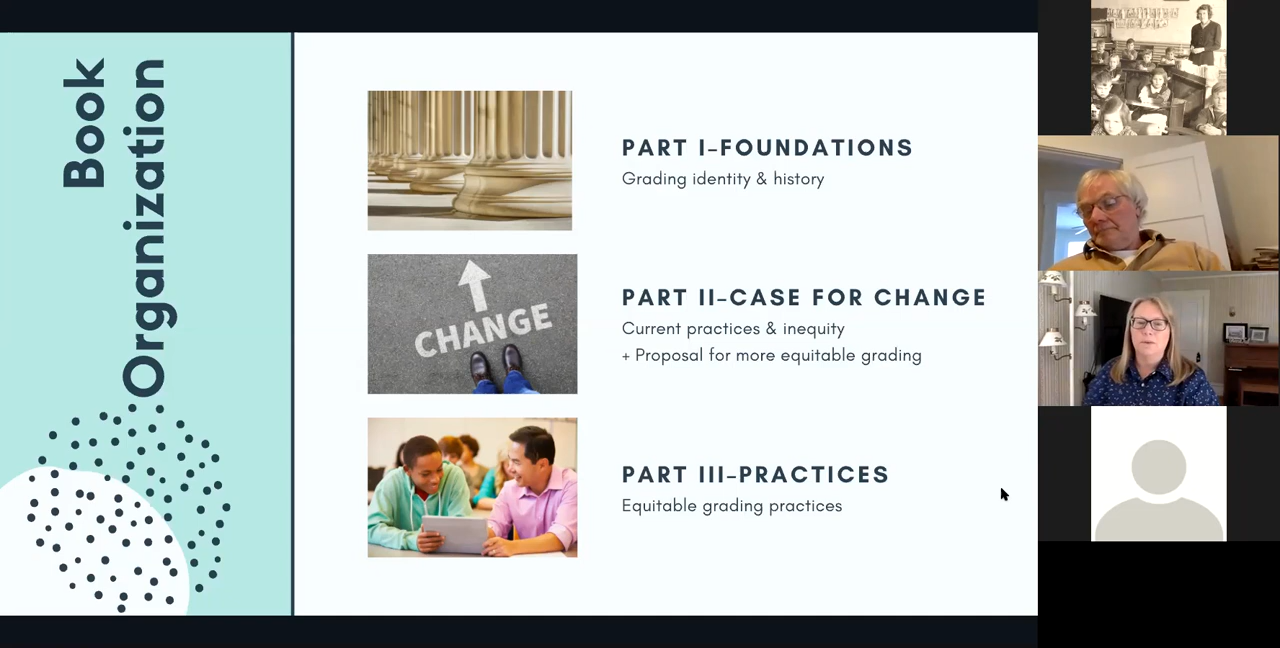 Book
Organization
PART I–FOUNDATIONS
Grading identity & history
CHANGE
PART II–CASE FOR CHANGE
Current practices & inequity
+ Proposal for more equitable grading
PART III–PRACTICES
Equitable grading practices